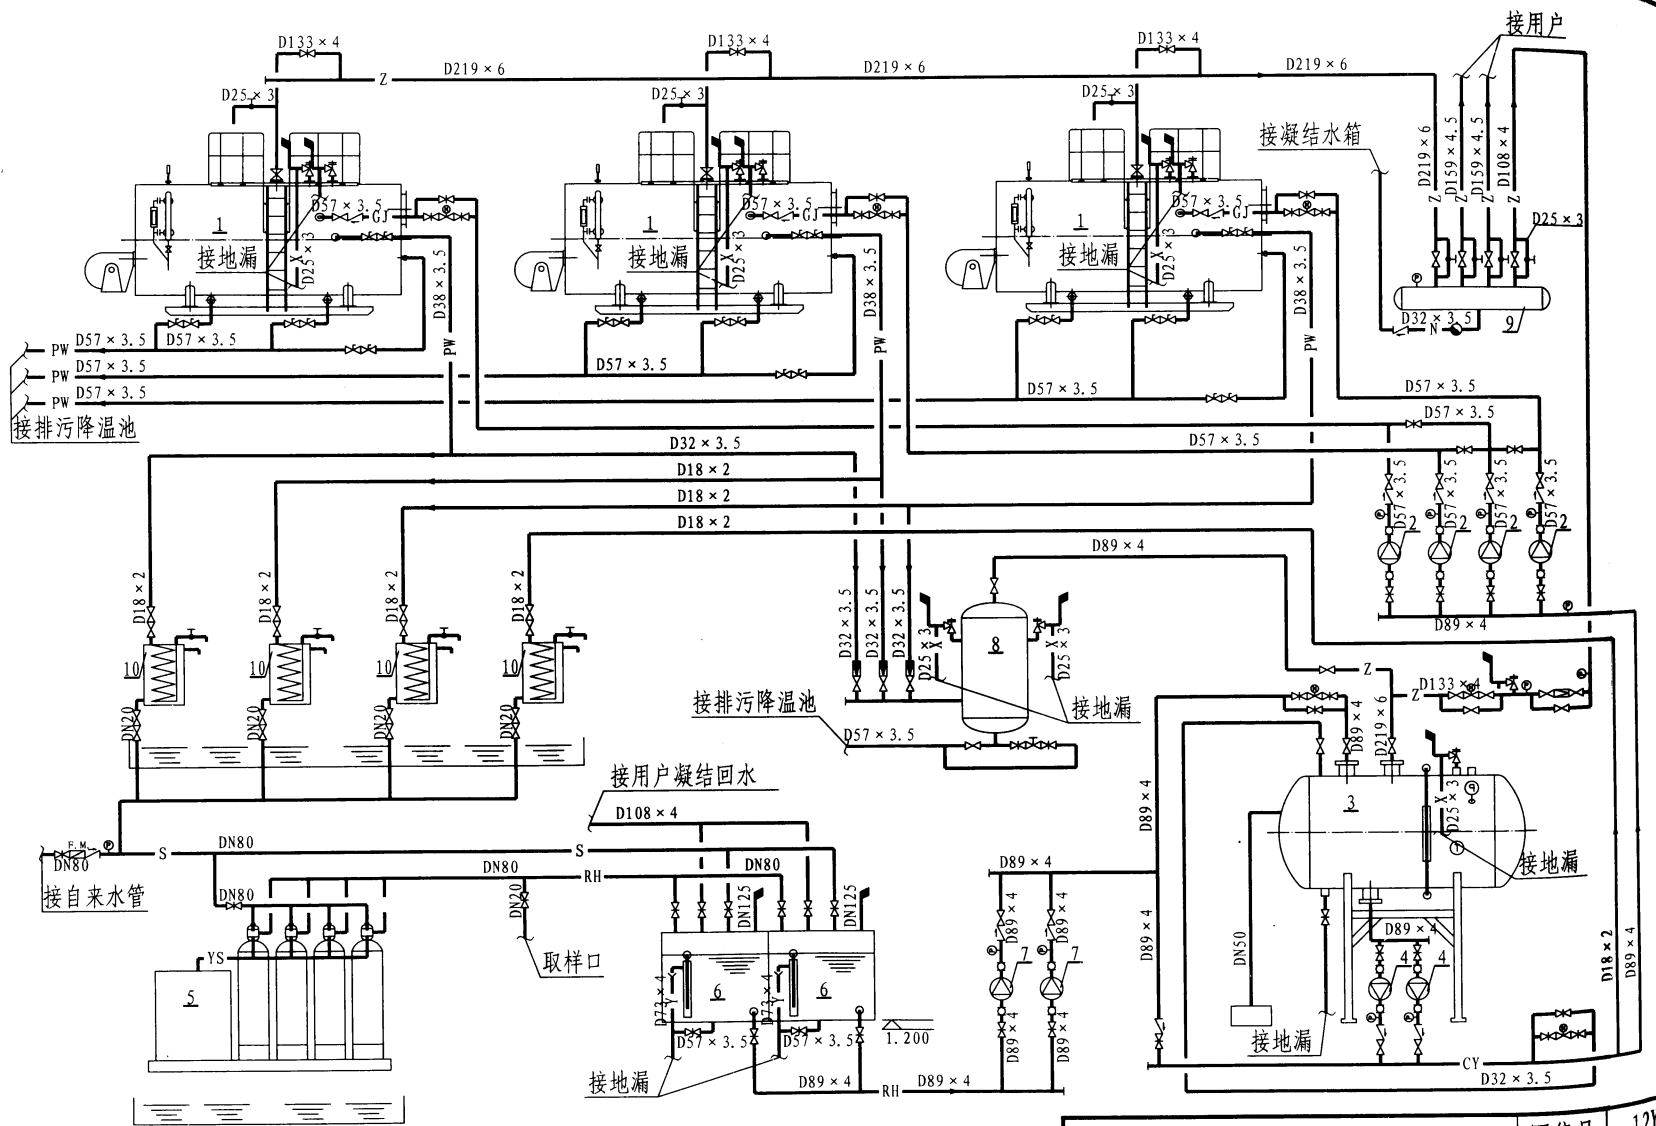 接用户
D133×4
D133×4
D133×4
Z
D219×6
D219×6
D219×6
D25×3
D25×3
D25×3
接凝结水箱
D219×6
D159×4.5
D159×4.5
D108×4
Z
Z
Z
Z
D25×3
D57×3.5
GJ
D57×3.5
GJ
D57×3.5
GJ
1
1
1
接地漏
接地漏
接地漏
X
D25×3
X
D25×3
X
D25×3
D38×3.5
D38×3.5
D38×3.5
P
D32×3.5
N
9
PW
PW
PW
PW
D57×3.5
D57×3.5
PW
D57×3.5
D57×3.5
PW
D57×3.5
D57×3.5
接排污降温池
D57×3.5
D57×3.5
D57×3.5
D32×3.5
D18×2
D18×2
D18×2
D57×3.5
D57×3.5
D57×3.5
D57×3.5
2
2
2
2
D89×4
D89×4
D18×2
D18×2
D18×2
D18×2
D32×3.5
D32×3.5
D32×3.5
X
D25×3
8
X
D25×3
10
10
10
10
DN20
DN20
DN20
DN20
接排污降温池
接地漏
D57×3.5
Z
Z
D133×4
D89×4
D219×6
接用户凝结回水
D108×4
D89×4
3
X
D25×3
接地漏
F.M
P
DN80
S
DN80
S
接自来水管
DN80
DN80
RH
DN80
DN20
DN125
DN125
取样口
YS
5
6
6
D73×4
Y
D73×4
Y
D57×3.5
D57×3.5
1.200
接地漏
D89×4
RH
D89×4
D89×4
D89×4
D89×4
7
7
D89×4
D89×4
D89×4
DN50
D89×4
4
4
接地漏
CY
D32×3.5
D18×2
D89×4